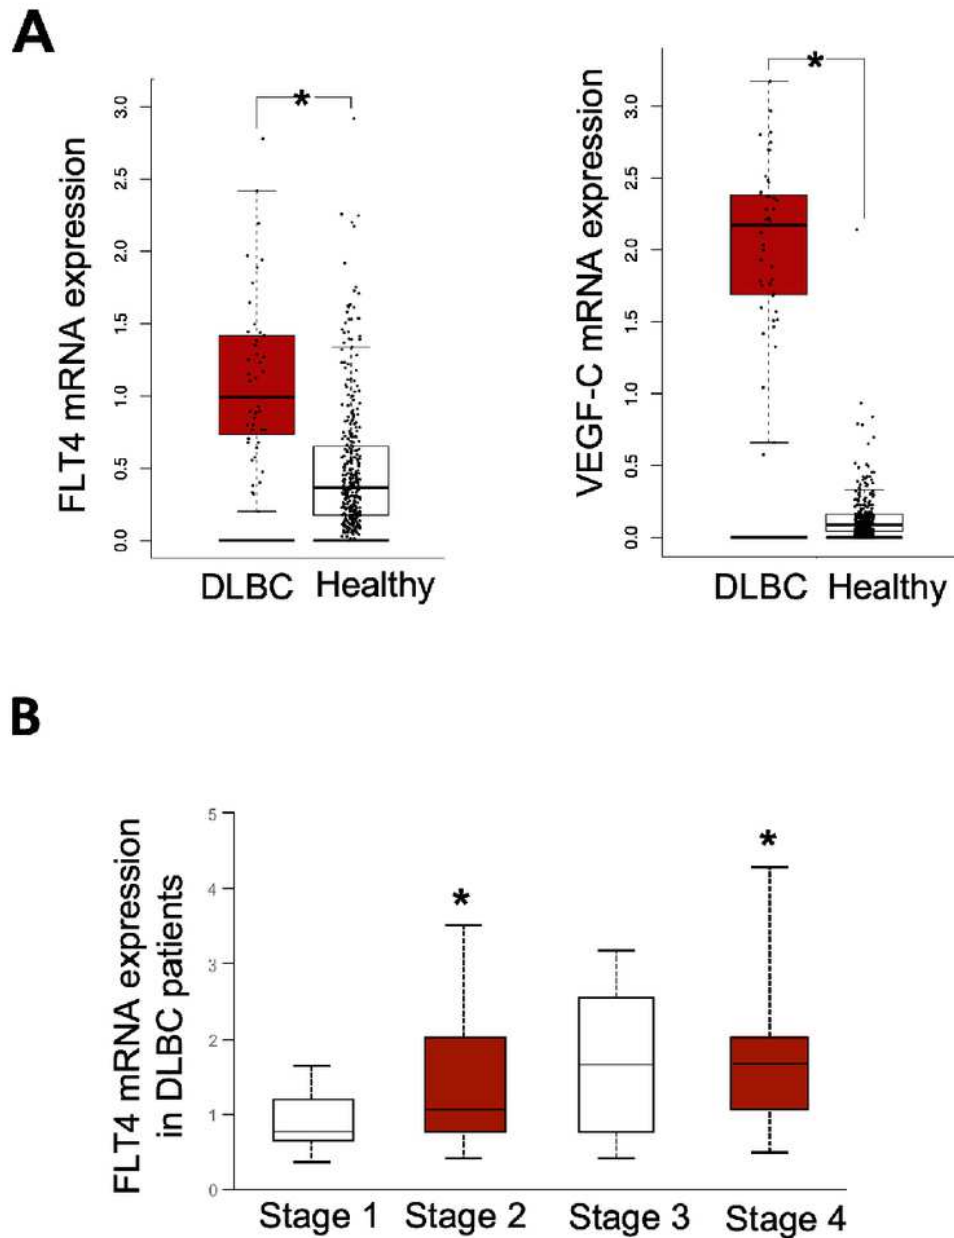 A
FLT4 mRNA expression
3.0
2.5
2.0
1.5
1.0
0.5
0.0
*
DLBC Healthy
VEGF-C mRNA expression
3.0
2.5
2.0
1.5
1.0
0.5
0.0
*
DLBC Healthy
B
FLT4 mRNA expression
in DLBC patients
5
4
3
2
1
0
*
*
Stage 1 Stage 2 Stage 3 Stage 4